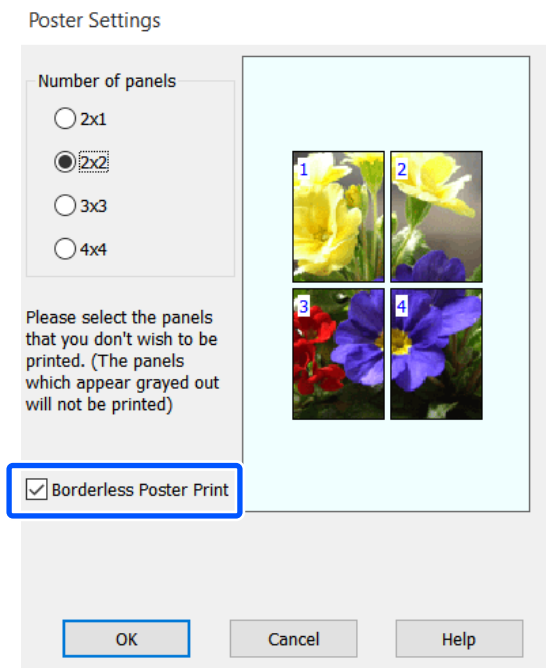 Poster Settings
Number of panels
2x1
2x2
3x3
4x4
1
2
3
4
Please select the panels
that you don't wish to be
printed. (The panels
which appear grayed out
will not be printed)
Borderless Poster Print
OK
Cancel
Help